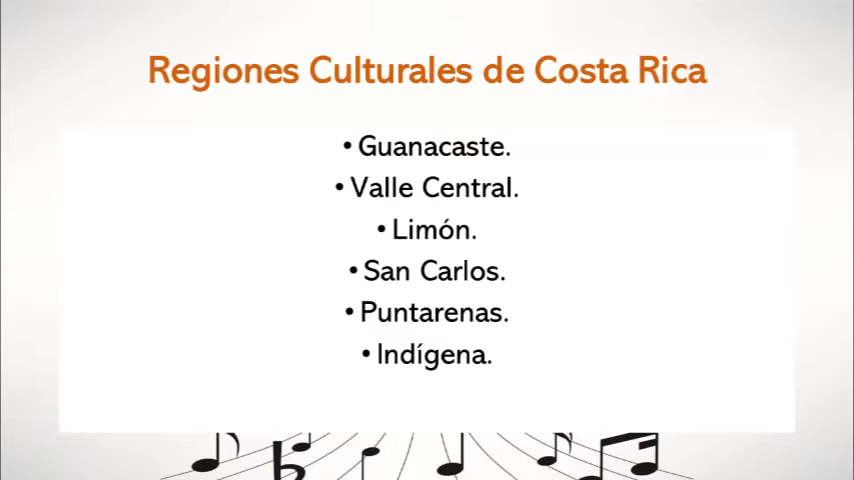 Regiones Culturales de Costa Rica
• Guanacaste.
• Valle Central.
• Limón.
• San Carlos.
• Puntarenas.
• Indígena.